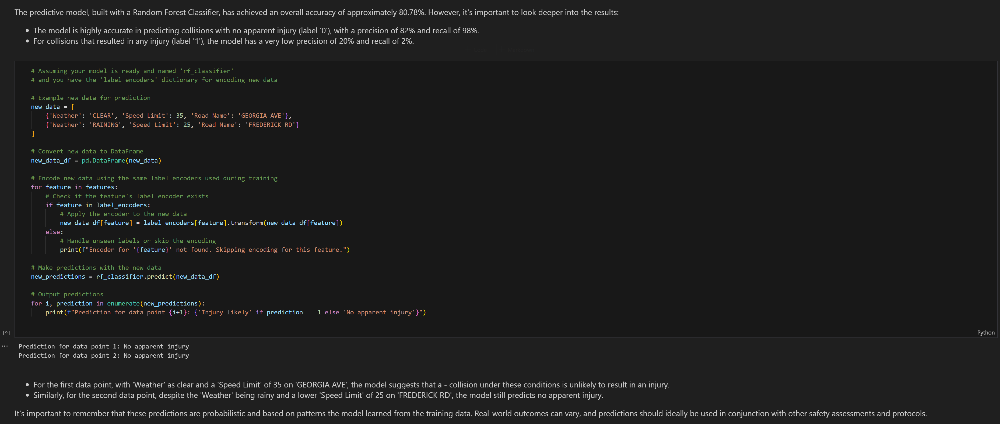 The predictive model, built with a Random Forest Classifier, has achieved an overall accuracy of approximately 80.78%. However, it's important to look deeper into the results:
• The model is highly accurate in predicting collisions with no apparent injury (label '0'), with a precision of 82% and recall of 98%.
• For collisions that resulted in any injury (label '1'), the model has a very low precision of 20% and recall of 2%.
+ Code + Markdown
# Assuming your model is ready and named 'rf_classifier'
# and you have the 'label_encoders' dictionary for encoding new data
# Example new data for prediction
new_data = [
    {'Weather': 'CLEAR', 'Speed Limit': 35, 'Road Name': 'GEORGIA AVE'},
    {'Weather': 'RAINING', 'Speed Limit': 25, 'Road Name': 'FREDERICK RD'}
]
# Convert new data to DataFrame
new_data_df = pd.DataFrame(new_data)
# Encode new data using the same label encoders used during training
for feature in features:
    # Check if the feature's label encoder exists
    if feature in label_encoders:
        # Apply the encoder to the new data
        new_data_df[feature] = label_encoders[feature].transform(new_data_df[feature])
    else:
        # Handle unseen labels or skip the encoding
        print(f"Encoder for '{feature}' not found. Skipping encoding for this feature.")
# Make predictions with the new data
new_predictions = rf_classifier.predict(new_data_df)
# Output predictions
for i, prediction in enumerate(new_predictions):
    print(f"Prediction for data point {i+1}: {'Injury likely' if prediction == 1 else 'No apparent injury'}")
[9]
Python
...
Prediction for data point 1: No apparent injury
Prediction for data point 2: No apparent injury
• For the first data point, with 'Weather' as clear and a 'Speed Limit' of 35 on 'GEORGIA AVE', the model suggests that a - collision under these conditions is unlikely to result in an injury.
• Similarly, for the second data point, despite the 'Weather' being rainy and a lower 'Speed Limit' of 25 on 'FREDERICK RD', the model still predicts no apparent injury.
It's important to remember that these predictions are probabilistic and based on patterns the model learned from the training data. Real-world outcomes can vary, and predictions should ideally be used in conjunction with other safety assessments and protocols.